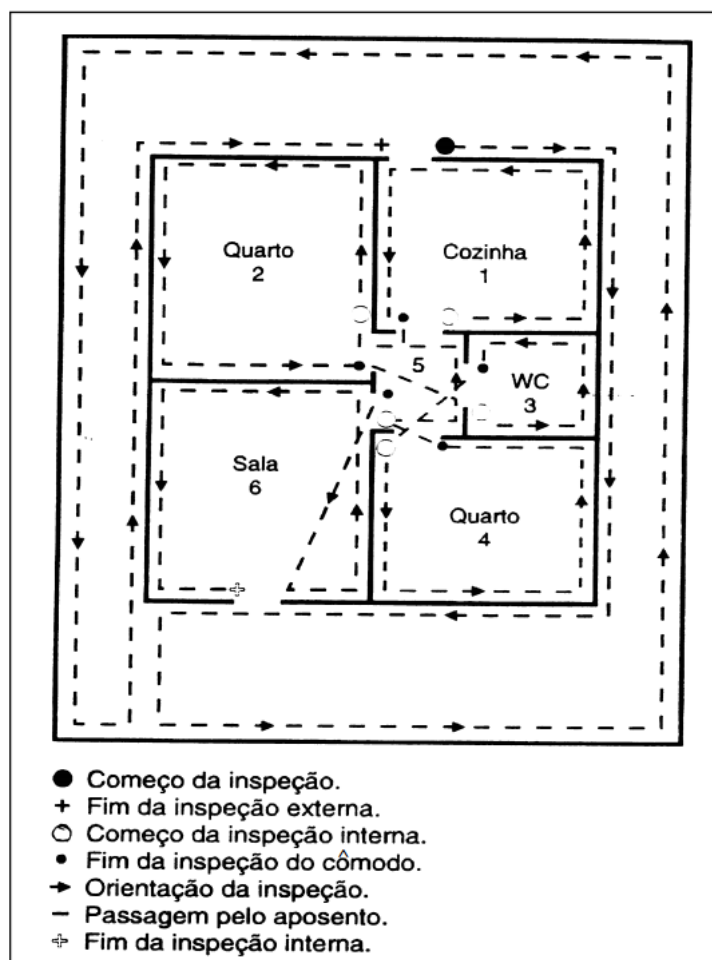 Quarto
2
Cozinha
1
5
WC
3
Sala
6
Quarto
4
Começo da inspeção.
Fim da inspeção externa.
Começo da inspeção interna.
Fim da inspeção do cômodo.
Orientação da inspeção.
Passagem pelo aposento.
Fim da inspeção interna.